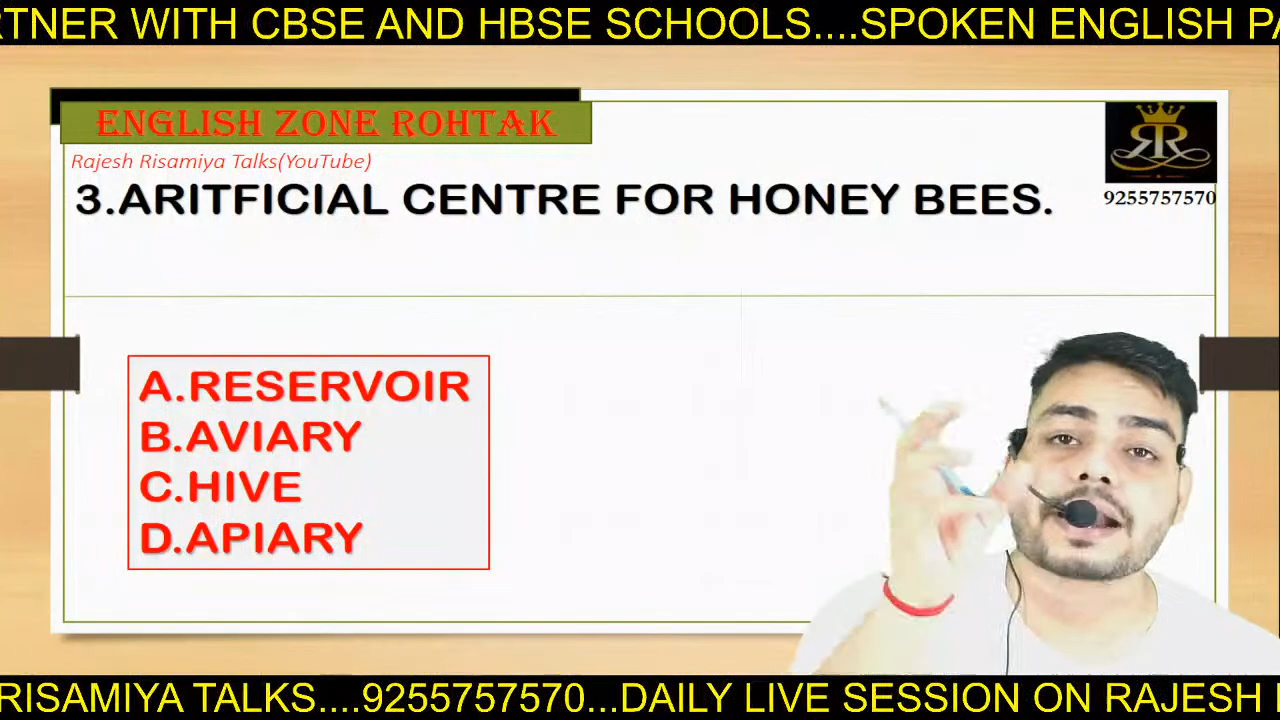 RTNER WITH CBSE AND HBSE SCHOOLS....SPOKEN ENGLISH PA
ENGLISH ZONE ROHTAK
Rajesh Risamiya Talks(YouTube)
RR
9255757570
3.ARITFICIAL CENTRE FOR HONEY BEES.
A.RESERVOIR
B.AVIARY
C.HIVE
D.APIARY
RISAMIYA TALKS....9255757570...DAILY LIVE SESSION ON RAJESH